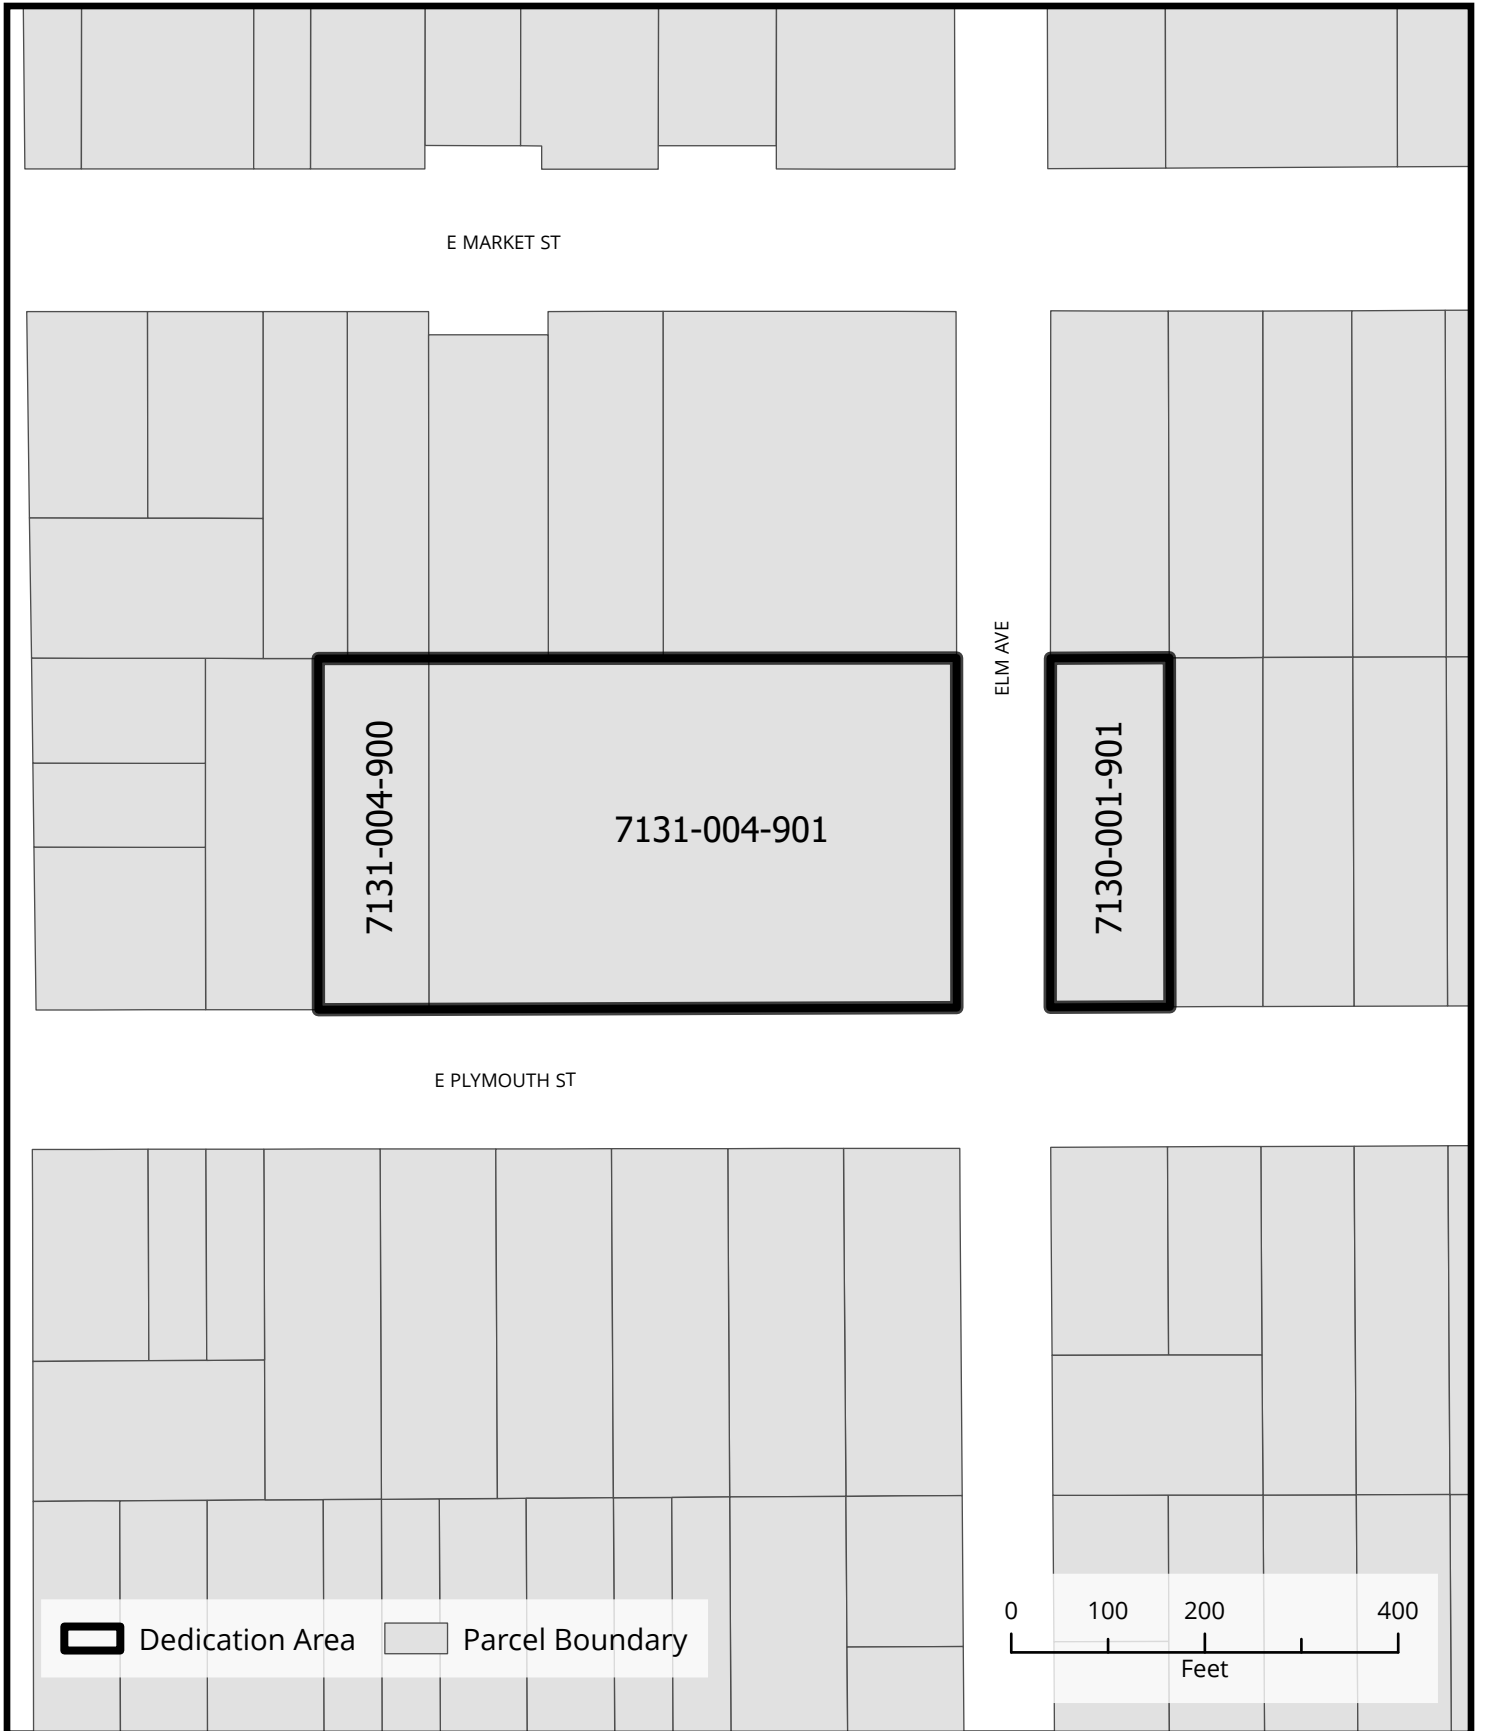 E MARKET ST
ELM AVE
7131-004-900
7131-004-901
7130-001-901
E PLYMOUTH ST
Dedication Area
Parcel Boundary
0 100 200 400
Feet